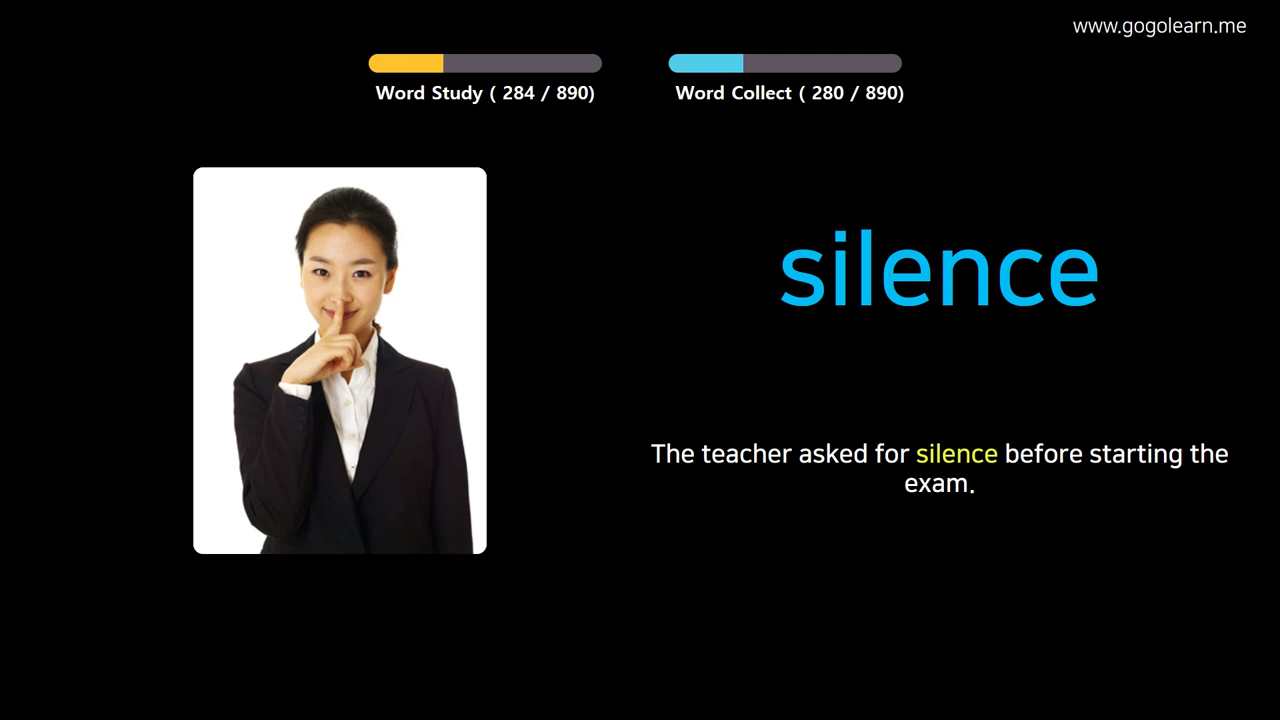 www.gogolearn.me
Word Study ( 284 / 890)
Word Collect ( 280 / 890)
silence
The teacher asked for silence before starting the
exam.